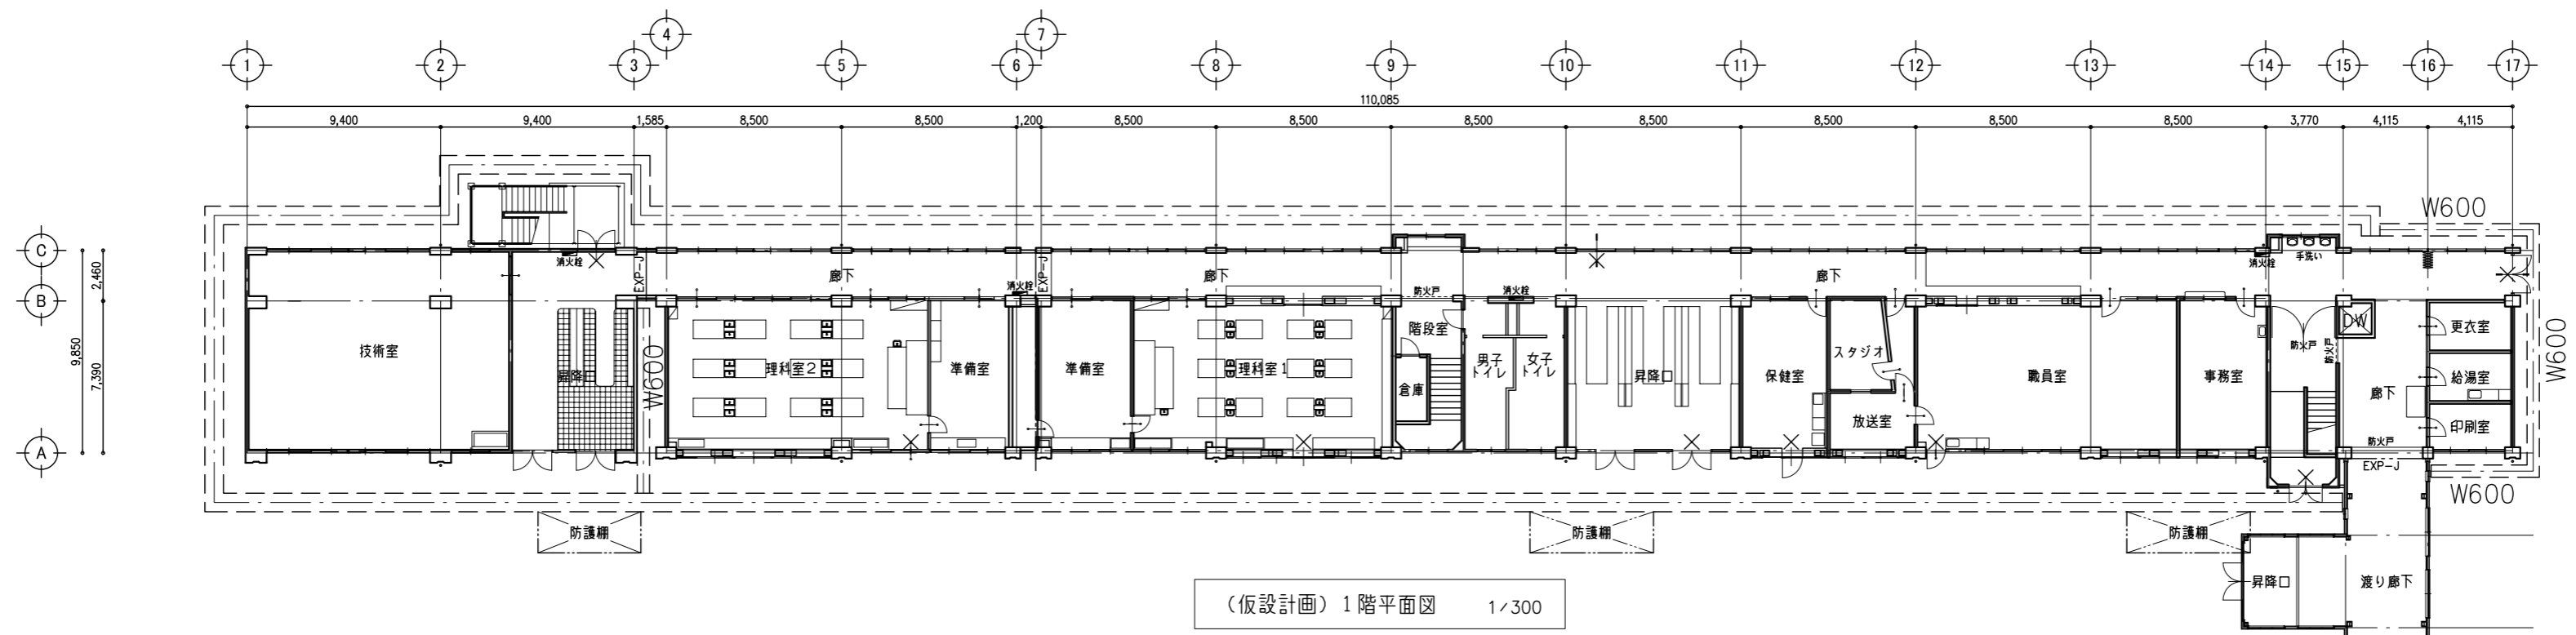 4 7
1 2 3 5 6 8 9 10 11 12 13 14 15 16 17
110,085
9,400 9,400 1,585 8,500 8,500 1,200 8,500 8,500 8,500 8,500 8,500 8,500 8,500 3,770 4,115 4,115
W600
C
B
A
2,460
7,390
9,850
消火栓
EXP-J
廊下
消火栓
EXP-J
廊下
防火戸
消火栓
廊下
消火栓
手洗い
技術室
昇降口
W600
理科室2
準備室
準備室
理科室1
階段室
倉庫
男子
トイレ
女子
トイレ
昇降口
保健室
スタジオ
放送室
職員室
事務室
防火戸
防火戸
DW
廊下
更衣室
給湯室
印刷室
W600
防火戸
EXP-J
W600
防護棚
防護棚
防護棚
昇降口
渡り廊下
(仮設計画)1階平面図 1/300